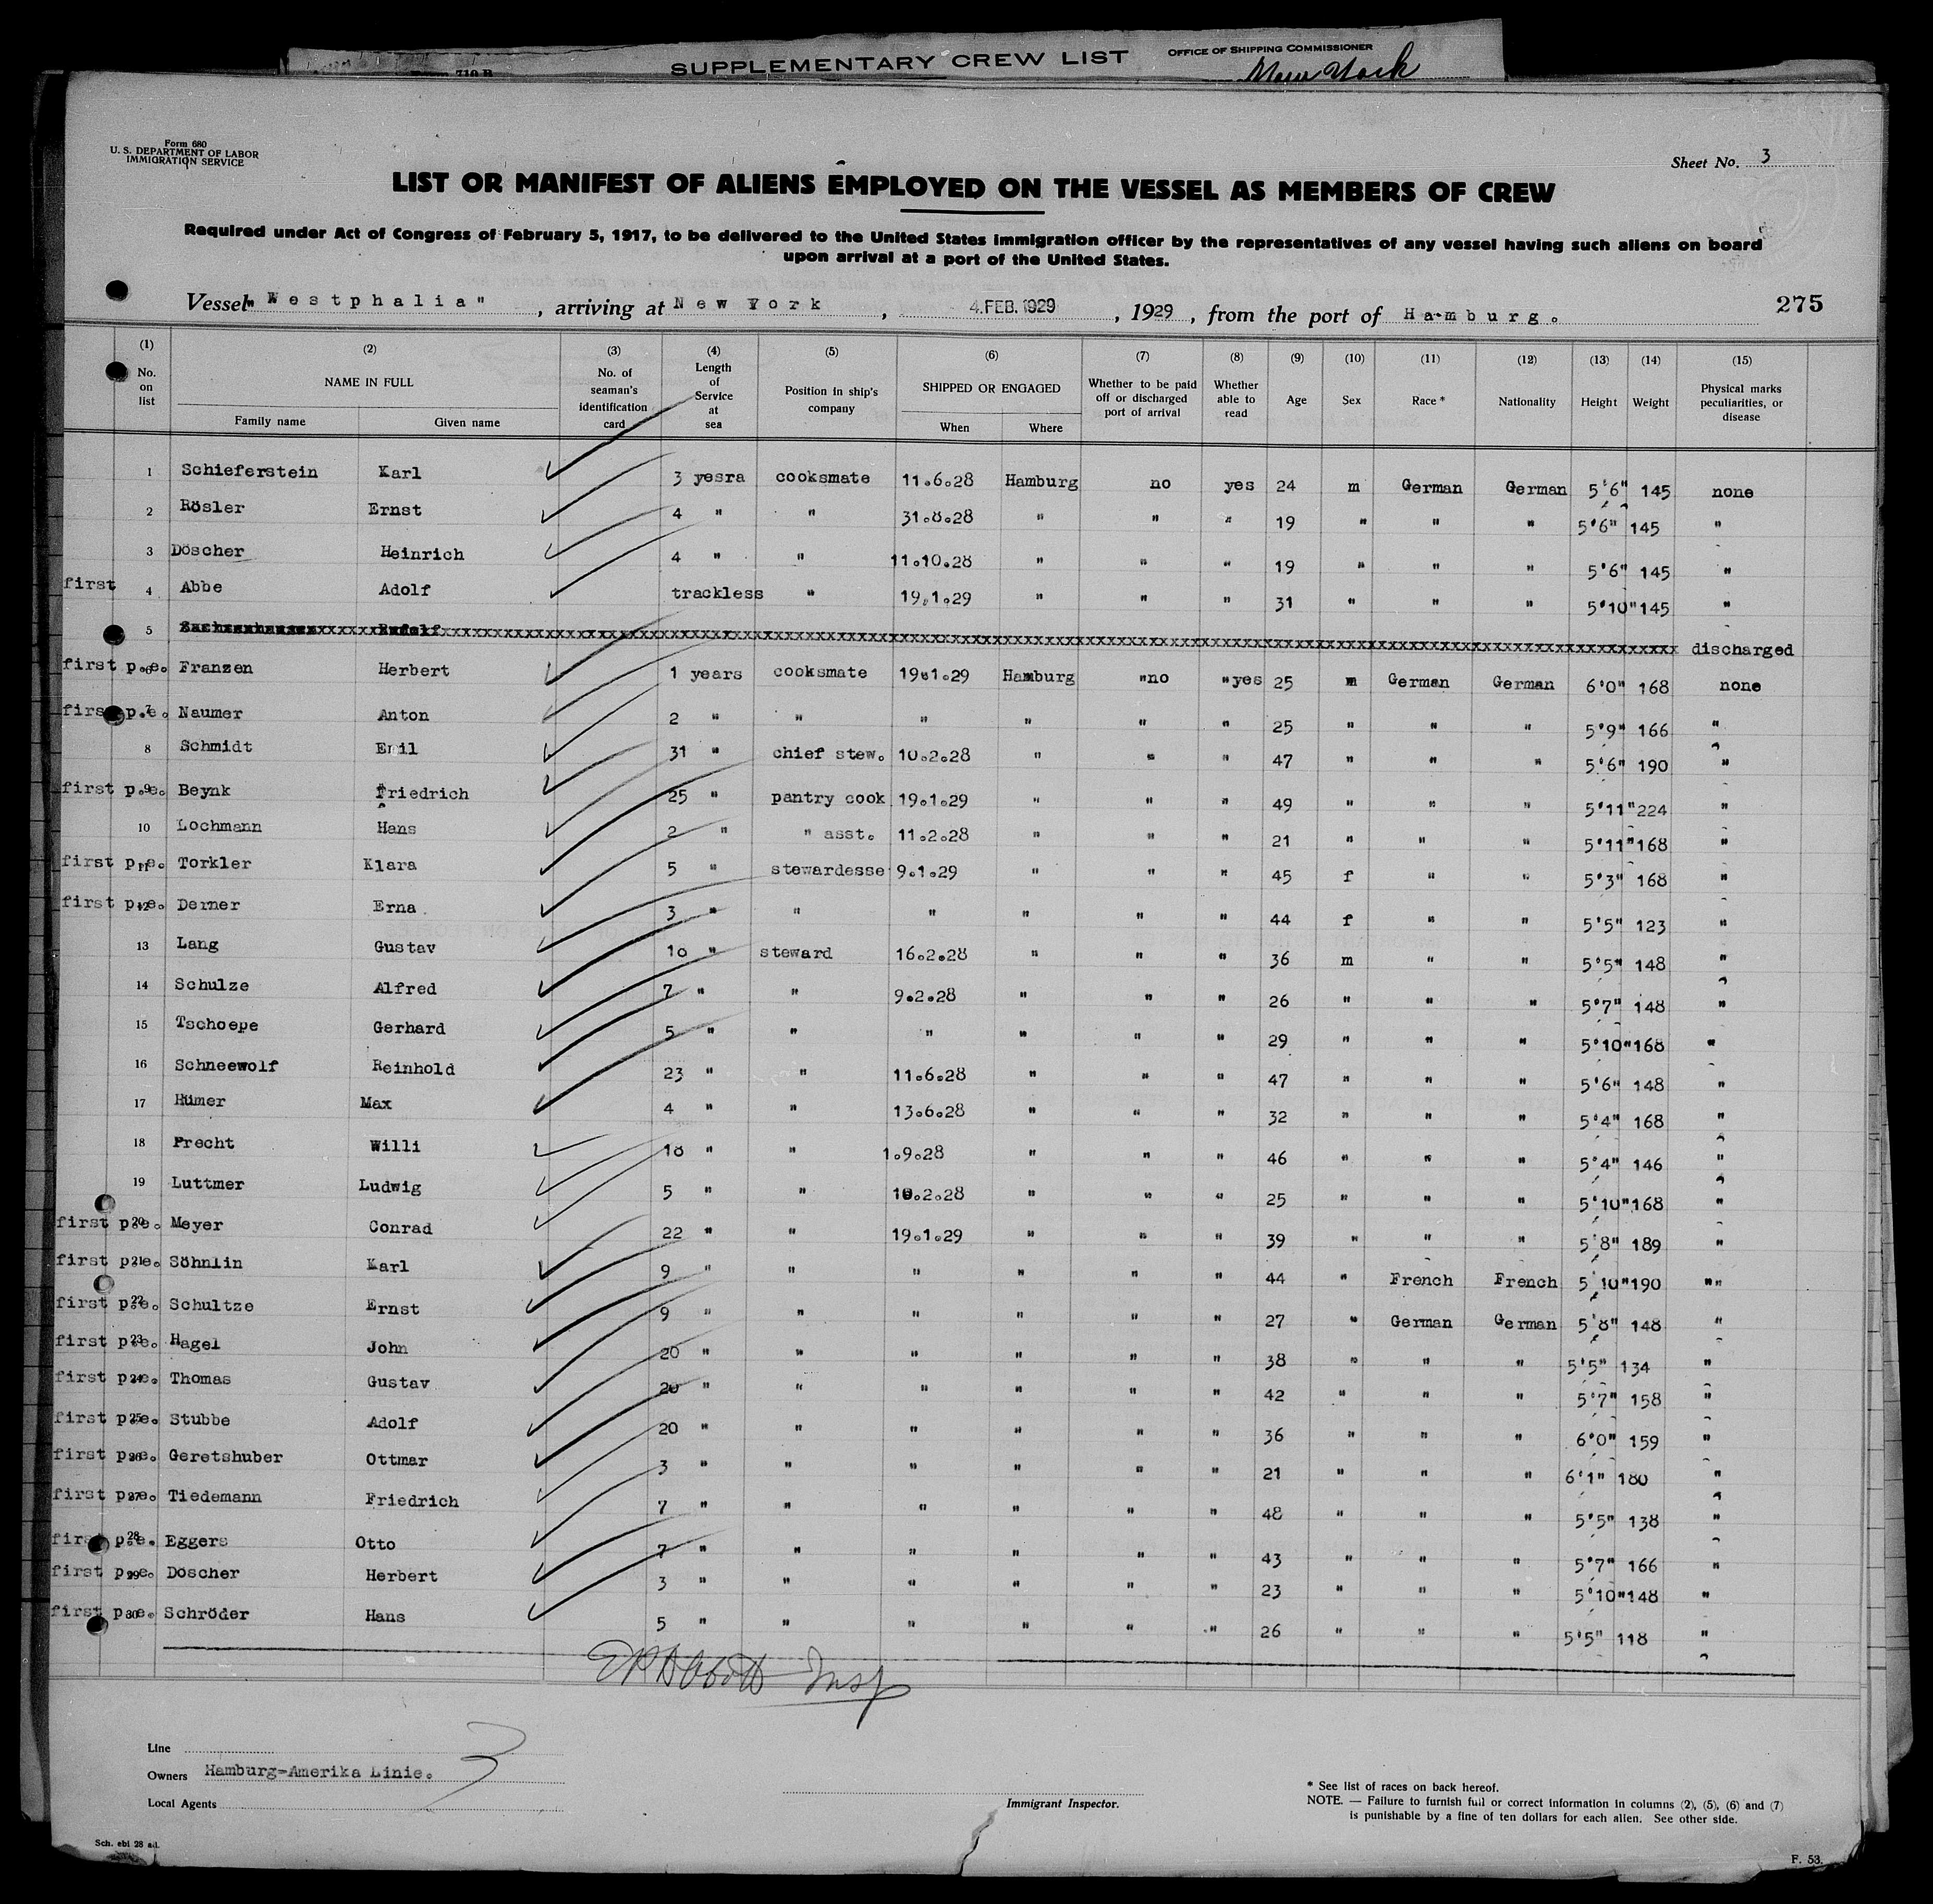 SUPPLEMENTARY CREW LIST OFFICE OF SHIPPING COMMISSIONER
New York
Form 680
U. S. DEPARTMENT OF LABOR
IMMIGRATION SERVICE
Sheet No. 3
LIST OR MANIFEST OF ALIENS EMPLOYED ON THE VESSEL AS MEMBERS OF CREW
Required under Act of Congress of February 5, 1917, to be delivered to the United States immigration officer by the representatives of any vessel having such aliens on board
upon arrival at a port of the United States.
Vessel "Westphalia", arriving at New York, 4.FEB.1929, 1929, from the port of Hamburg. 275
(1) (2) (3) (4) (5) (6) (7) (8) (9) (10) (11) (12) (13) (14) (15)
No. on list NAME IN FULL Family name Given name No. of seaman's identification card Length of Service at sea Position in ship's company SHIPPED OR ENGAGED When Where Whether to be paid off or discharged port of arrival Whether able to read Age Sex Race * Nationality Height Weight Physical marks peculiarities, or disease
1 Schieferstein Karl 3 yesra cooksmate 11.6.28 Hamburg no yes 24 m German German 5'6" 145 none
2 Rösler Ernst 4 " " 31.8.28 " " " 19 " " " 5'6" 145 "
3 Döscher Heinrich 4 " " 11.10.28 " " " 19 " " " 5'6" 145 "
first 4 Abbe Adolf trackless " 19.1.29 " " " 31 " " " 5'10" 145 "
5 Rudolf discharged
first p.e. 6 Franzen Herbert 1 years cooksmate 19.1.29 Hamburg "no "yes 25 m German German 6'0" 168 none
first p.e. 7 Naumer Anton 2 " " " " " " 25 " " " 5'9" 166 "
8 Schmidt Emil 31 " chief stew. 10.2.28 " " " 47 " " " 5'6" 190 "
first p.e. 9 Beynk Friedrich 25 " pantry cook 19.1.29 " " " 49 " " " 5'11" 224 "
10 Lochmann Hans 2 " " asst. 11.2.28 " " " 21 " " " 5'11" 168 "
first p.e. 11 Torkler Klara 5 " stewardesse 9.1.29 " " " 45 f " " 5'3" 168 "
first p.e. 12 Derner Erna 3 " " " " " " 44 f " " 5'5" 123 "
13 Lang Gustav 10 " steward 16.2.28 " " " 36 m " " 5'5" 148 "
14 Schulze Alfred 7 " " 9.2.28 " " " 26 " " " 5'7" 148 "
15 Tschoepe Gerhard 5 " " " " " " 29 " " " 5'10" 168 "
16 Schneewolf Reinhold 23 " " 11.6.28 " " " 47 " " " 5'6" 148 "
17 Hümer Max 4 " " 13.6.28 " " " 32 " " " 5'4" 168 "
18 Precht Willi 18 " " 1.9.28 " " " 46 " " " 5'4" 146 "
19 Luttmer Ludwig 5 " " 10.2.28 " " " 25 " " " 5'10" 168 "
first p.e. 20 Meyer Conrad 22 " " 19.1.29 " " " 39 " " " 5'8" 189 "
first p.e. 21 Söhnlin Karl 9 " " " " " " 44 " French French 5'10" 190 ""
first p.e. 22 Schultze Ernst 9 " " " " " " 27 " German German 5'8" 148 "
first p.e. 23 Hagel John 20 " " " " " " 38 " " " 5'5" 134 "
first p.e. 24 Thomas Gustav 20 " " " " " " 42 " " " 5'7" 158 "
first p.e. 25 Stubbe Adolf 20 " " " " " " 36 " " " 6'0" 159 "
first p.e. 26 Geretshuber Ottmar 3 " " " " " " 21 " " " 6'1" 180 "
first p.e. 27 Tiedemann Friedrich 7 " " " " " " 48 " " " 5'5" 138 "
first p.e. 28 Eggers Otto 7 " " " " " " 43 " " " 5'7" 166 "
first p.e. 29 Döscher Herbert 3 " " " " " " 23 " " " 5'10" 148 "
first p.e. 30 Schröder Hans 5 " " " " " " 26 " " " 5'5" 118 "
Insp
Line
Owners Hamburg-Amerika Linie. 3
Local Agents
Immigrant Inspector.
* See list of races on back hereof.
NOTE. — Failure to furnish full or correct information in columns (2), (5), (6) and (7)
is punishable by a fine of ten dollars for each alien. See other side.
Sch. ebi 28 ad.
F. 53.